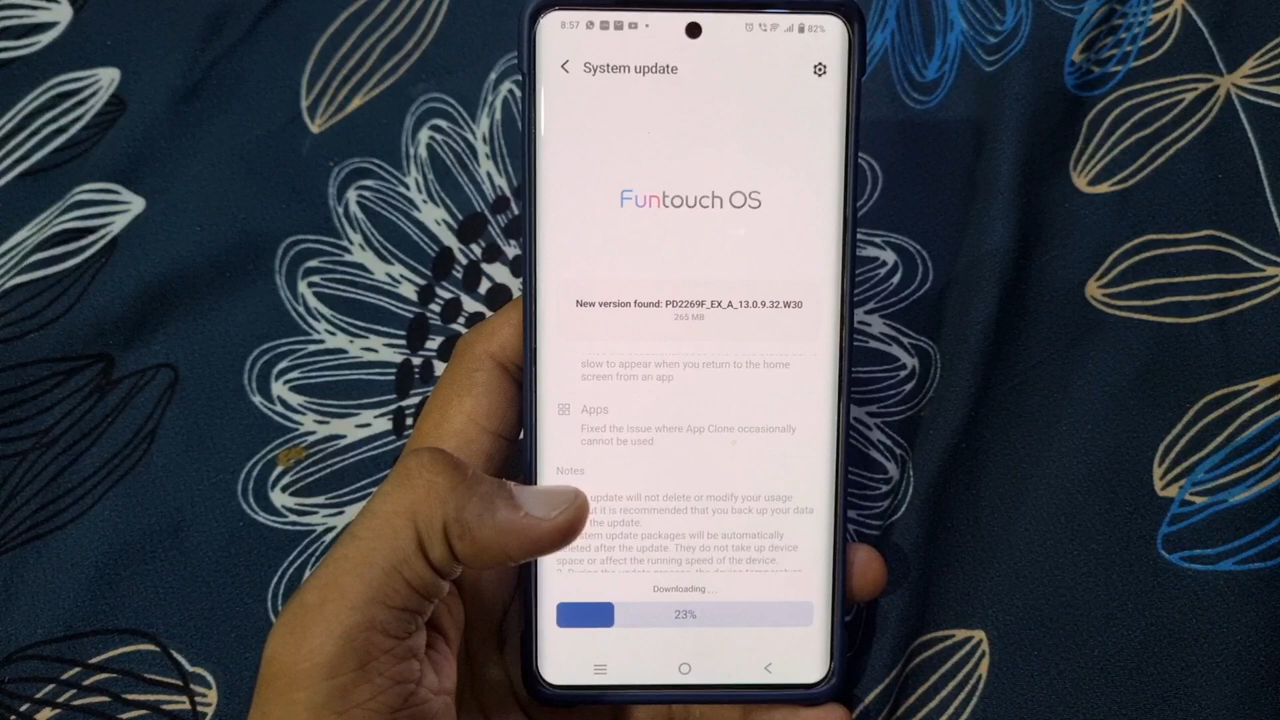 8:57
82%
System update
Funtouch OS
New version found: PD2269F_EX_A_13.0.9.32.W30
265 MB
slow to appear when you return to the home
screen from an app
Apps
Fixed the issue where App Clone occasionally
cannot be used
Notes
update will not delete or modify your usage
ut it is recommended that you back up your data
the update.
stem update packages will be automatically
eleted after the update. They do not take up device
space or affect the running speed of the device.
Downloading...
23%